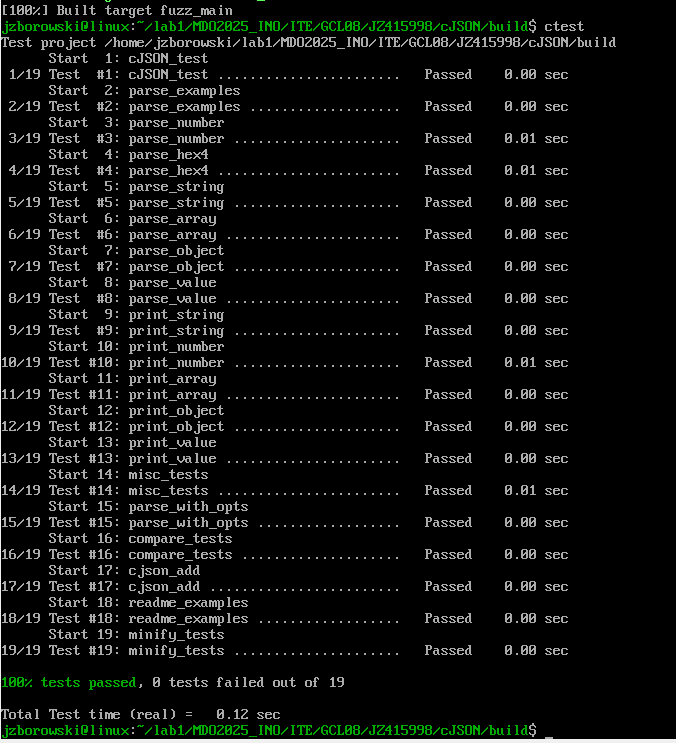 [100%] Built target fuzz_main
jzborowski@linux:~/lab1/MDO2025_INO/ITE/GCL08/JZ415998/cJSON/build$ ctest
Test project /home/jzborowski/lab1/MDO2025_INO/ITE/GCL08/JZ415998/cJSON/build
      Start  1: cJSON_test
 1/19 Test  #1: cJSON_test .......................   Passed    0.00 sec
      Start  2: parse_examples
 2/19 Test  #2: parse_examples ...................   Passed    0.00 sec
      Start  3: parse_number
 3/19 Test  #3: parse_number .....................   Passed    0.01 sec
      Start  4: parse_hex4
 4/19 Test  #4: parse_hex4 .......................   Passed    0.01 sec
      Start  5: parse_string
 5/19 Test  #5: parse_string .....................   Passed    0.00 sec
      Start  6: parse_array
 6/19 Test  #6: parse_array ......................   Passed    0.00 sec
      Start  7: parse_object
 7/19 Test  #7: parse_object .....................   Passed    0.00 sec
      Start  8: parse_value
 8/19 Test  #8: parse_value ......................   Passed    0.00 sec
      Start  9: print_string
 9/19 Test  #9: print_string .....................   Passed    0.00 sec
      Start 10: print_number
10/19 Test #10: print_number .....................   Passed    0.01 sec
      Start 11: print_array
11/19 Test #11: print_array ......................   Passed    0.00 sec
      Start 12: print_object
12/19 Test #12: print_object .....................   Passed    0.00 sec
      Start 13: print_value
13/19 Test #13: print_value ......................   Passed    0.00 sec
      Start 14: misc_tests
14/19 Test #14: misc_tests .......................   Passed    0.01 sec
      Start 15: parse_with_opts
15/19 Test #15: parse_with_opts ..................   Passed    0.00 sec
      Start 16: compare_tests
16/19 Test #16: compare_tests ....................   Passed    0.00 sec
      Start 17: cjson_add
17/19 Test #17: cjson_add ........................   Passed    0.00 sec
      Start 18: readme_examples
18/19 Test #18: readme_examples ..................   Passed    0.00 sec
      Start 19: minify_tests
19/19 Test #19: minify_tests .....................   Passed    0.00 sec
100% tests passed, 0 tests failed out of 19
Total Test time (real) =   0.12 sec
jzborowski@linux:~/lab1/MDO2025_INO/ITE/GCL08/JZ415998/cJSON/build$